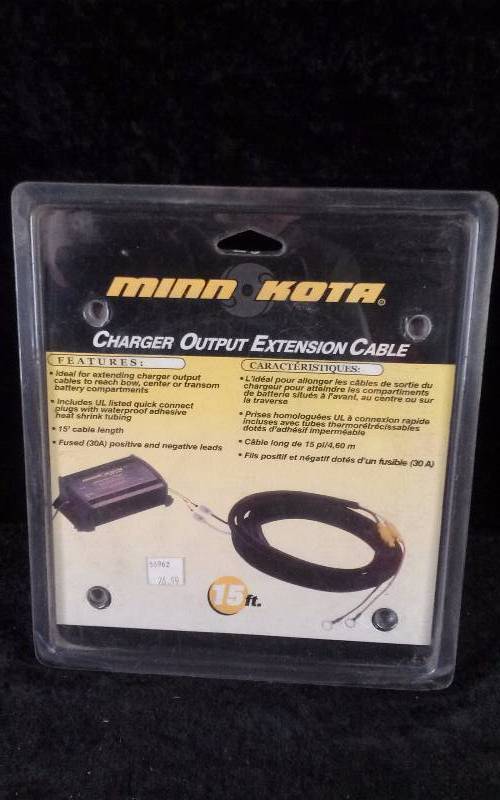 MINN KOTA®
CHARGER OUTPUT EXTENSION CABLE
FEATURES:
• Ideal for extending charger output
cables to reach bow, center or transom
battery compartments
• Includes UL listed quick connect
plugs with waterproof adhesive
heat shrink tubing
• 15' cable length
• Fused (30A) positive and negative leads
CARACTÉRISTIQUES:
• L'idéal pour allonger les câbles de sortie du
chargeur pour atteindre les compartiments
de batterie situés à l'avant, au centre ou sur
la traverse
• Prises homologuées UL à connexion rapide
incluses avec tubes thermorétrécissables
dotés d'adhésif imperméable
• Câble long de 15 pi/4,60 m
• Fils positif et négatif dotés d'un fusible (30 A)
55962
15 ft.